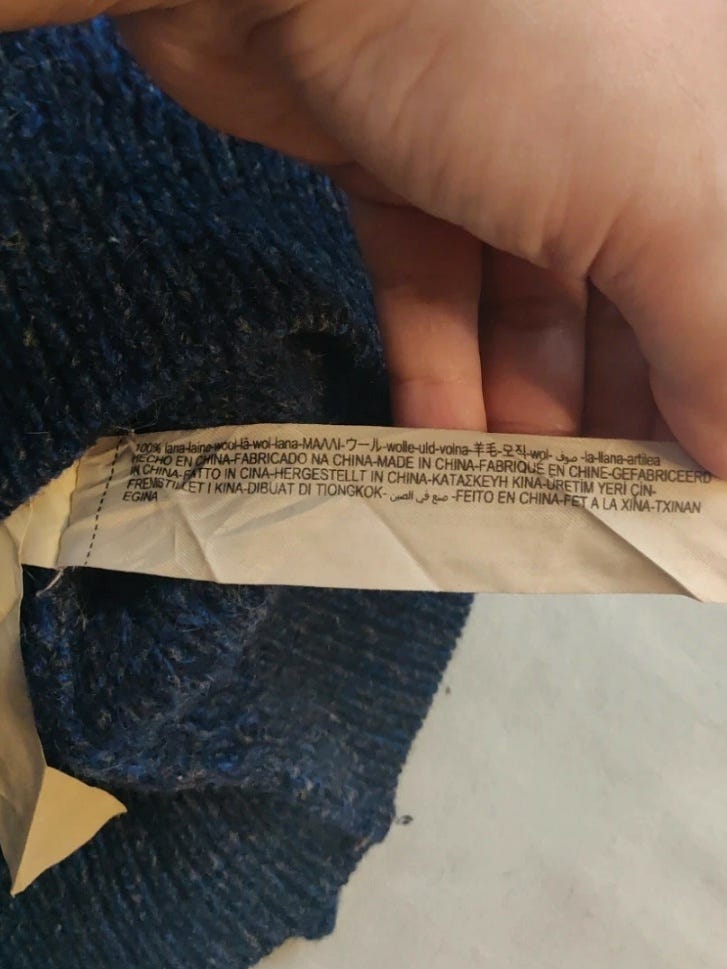 100% lana-laine-wool-lã-wol-lana-ΜΑΛΛΙ-ウール-wolle-uld-volna-羊毛-모직-wol- صوف -la-llana-artilea
HECHO EN CHINA-FABRICADO NA CHINA-MADE IN CHINA-FABRIQUÉ EN CHINE-GEFABRICEERD
IN CHINA-FATTO IN CINA-HERGESTELLT IN CHINA-ΚΑΤΑΣΚΕΥΗ ΚΙΝΑ-ÜRETİM YERİ ÇIN-
I KINA-DIBUAT DI TIONGKOK- صنع في الصين -FEITO EN CHINA-FET A LA XINA-TXINAN
EGINA